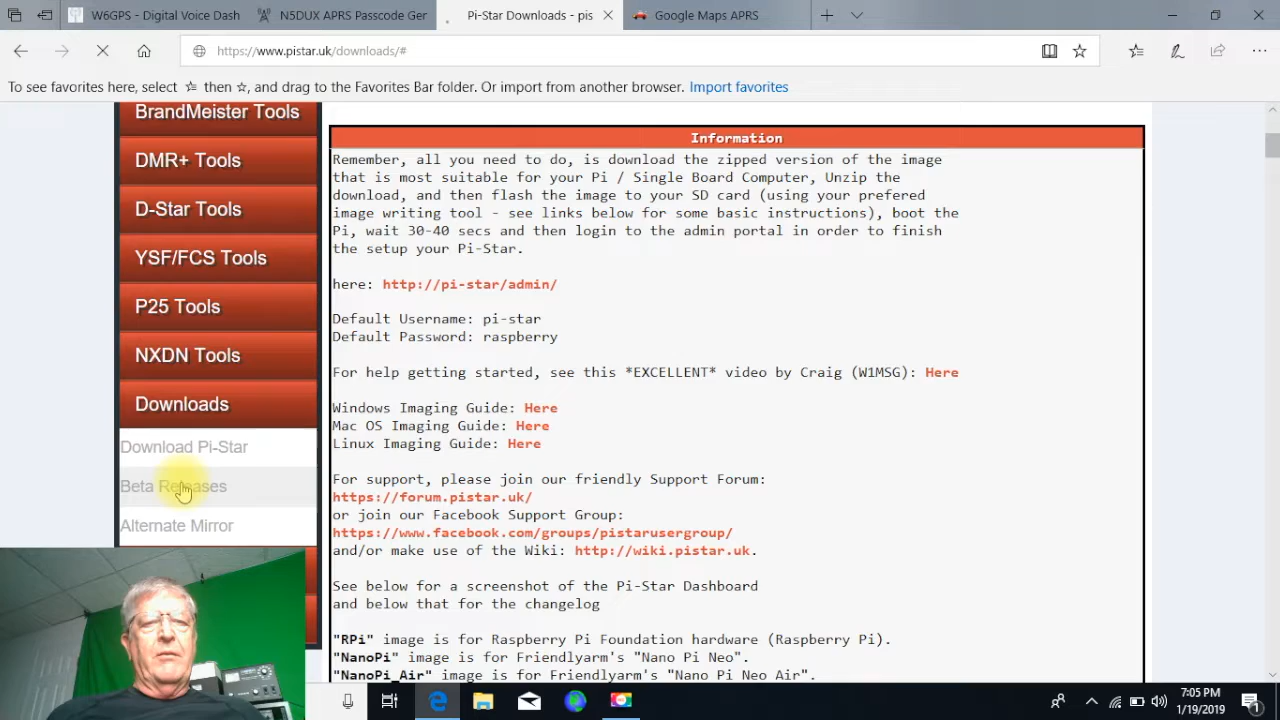 W6GPS - Digital Voice Dash
N5DUX APRS Passcode Ger
Pi-Star Downloads - pis
Google Maps APRS
https://www.pistar.uk/downloads/#
To see favorites here, select ☆ then ☆, and drag to the Favorites Bar folder. Or import from another browser. Import favorites
BrandMeister Tools
DMR+ Tools
D-Star Tools
YSF/FCS Tools
P25 Tools
NXDN Tools
Downloads
Download Pi-Star
Beta Releases
Alternate Mirror
Information
Remember, all you need to do, is download the zipped version of the image
that is most suitable for your Pi / Single Board Computer, Unzip the
download, and then flash the image to your SD card (using your prefered
image writing tool - see links below for some basic instructions), boot the
Pi, wait 30-40 secs and then login to the admin portal in order to finish
the setup your Pi-Star.
here: http://pi-star/admin/
Default Username: pi-star
Default Password: raspberry
For help getting started, see this *EXCELLENT* video by Craig (W1MSG): Here
Windows Imaging Guide: Here
Mac OS Imaging Guide: Here
Linux Imaging Guide: Here
For support, please join our friendly Support Forum:
https://forum.pistar.uk/
or join our Facebook Support Group:
https://www.facebook.com/groups/pistarusergroup/
and/or make use of the Wiki: http://wiki.pistar.uk.
See below for a screenshot of the Pi-Star Dashboard
and below that for the changelog
"RPi" image is for Raspberry Pi Foundation hardware (Raspberry Pi).
"NanoPi" image is for Friendlyarm's "Nano Pi Neo".
"NanoPi_Air" image is for Friendlyarm's "Nano Pi Neo Air".
7:05 PM
1/19/2019